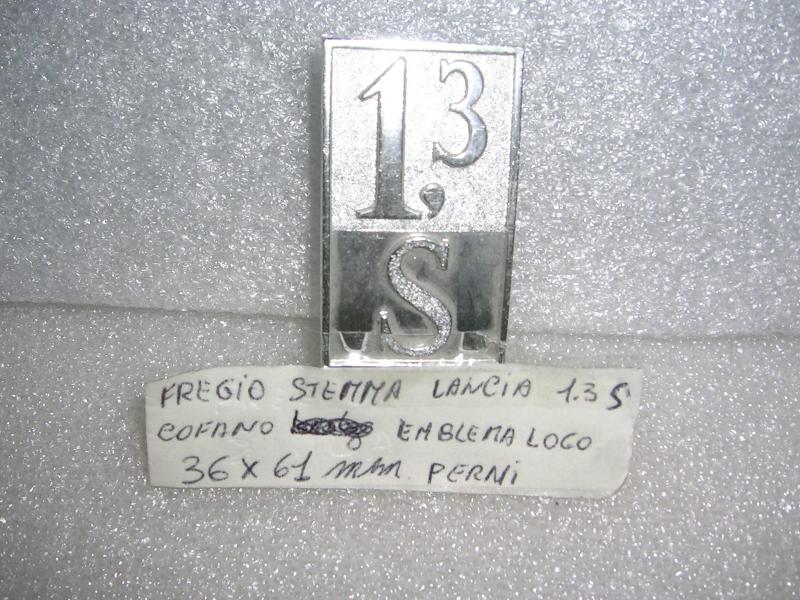 1,3
S
FREGIO STEMMA LANCIA 1.3 S
COFANO EMBLEMA LOGO
36 x 61 mm. PERNI